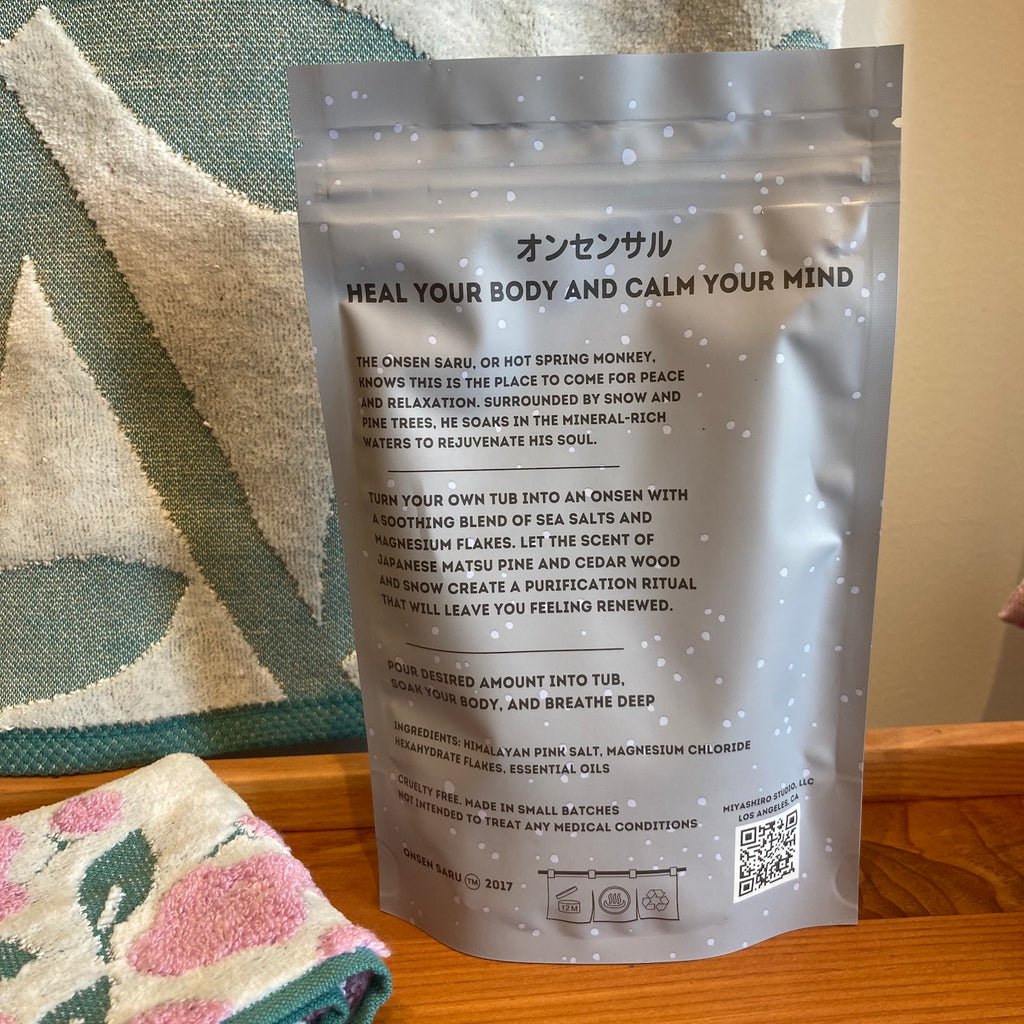 オンセンサル
HEAL YOUR BODY AND CALM YOUR MIND
THE ONSEN SARU, OR HOT SPRING MONKEY,
KNOWS THIS IS THE PLACE TO COME FOR PEACE
AND RELAXATION. SURROUNDED BY SNOW AND
PINE TREES, HE SOAKS IN THE MINERAL-RICH
WATERS TO REJUVENATE HIS SOUL.
TURN YOUR OWN TUB INTO AN ONSEN WITH
A SOOTHING BLEND OF SEA SALTS AND
MAGNESIUM FLAKES. LET THE SCENT OF
JAPANESE MATSU PINE AND CEDAR WOOD
AND SNOW CREATE A PURIFICATION RITUAL
THAT WILL LEAVE YOU FEELING RENEWED.
POUR DESIRED AMOUNT INTO TUB,
SOAK YOUR BODY, AND BREATHE DEEP
INGREDIENTS: HIMALAYAN PINK SALT, MAGNESIUM CHLORIDE
HEXAHYDRATE FLAKES, ESSENTIAL OILS
CRUELTY FREE. MADE IN SMALL BATCHES
NOT INTENDED TO TREAT ANY MEDICAL CONDITIONS
MIYASHIRO STUDIO, LLC
LOS ANGELES, CA
ONSEN SARU TM 2017
12 M